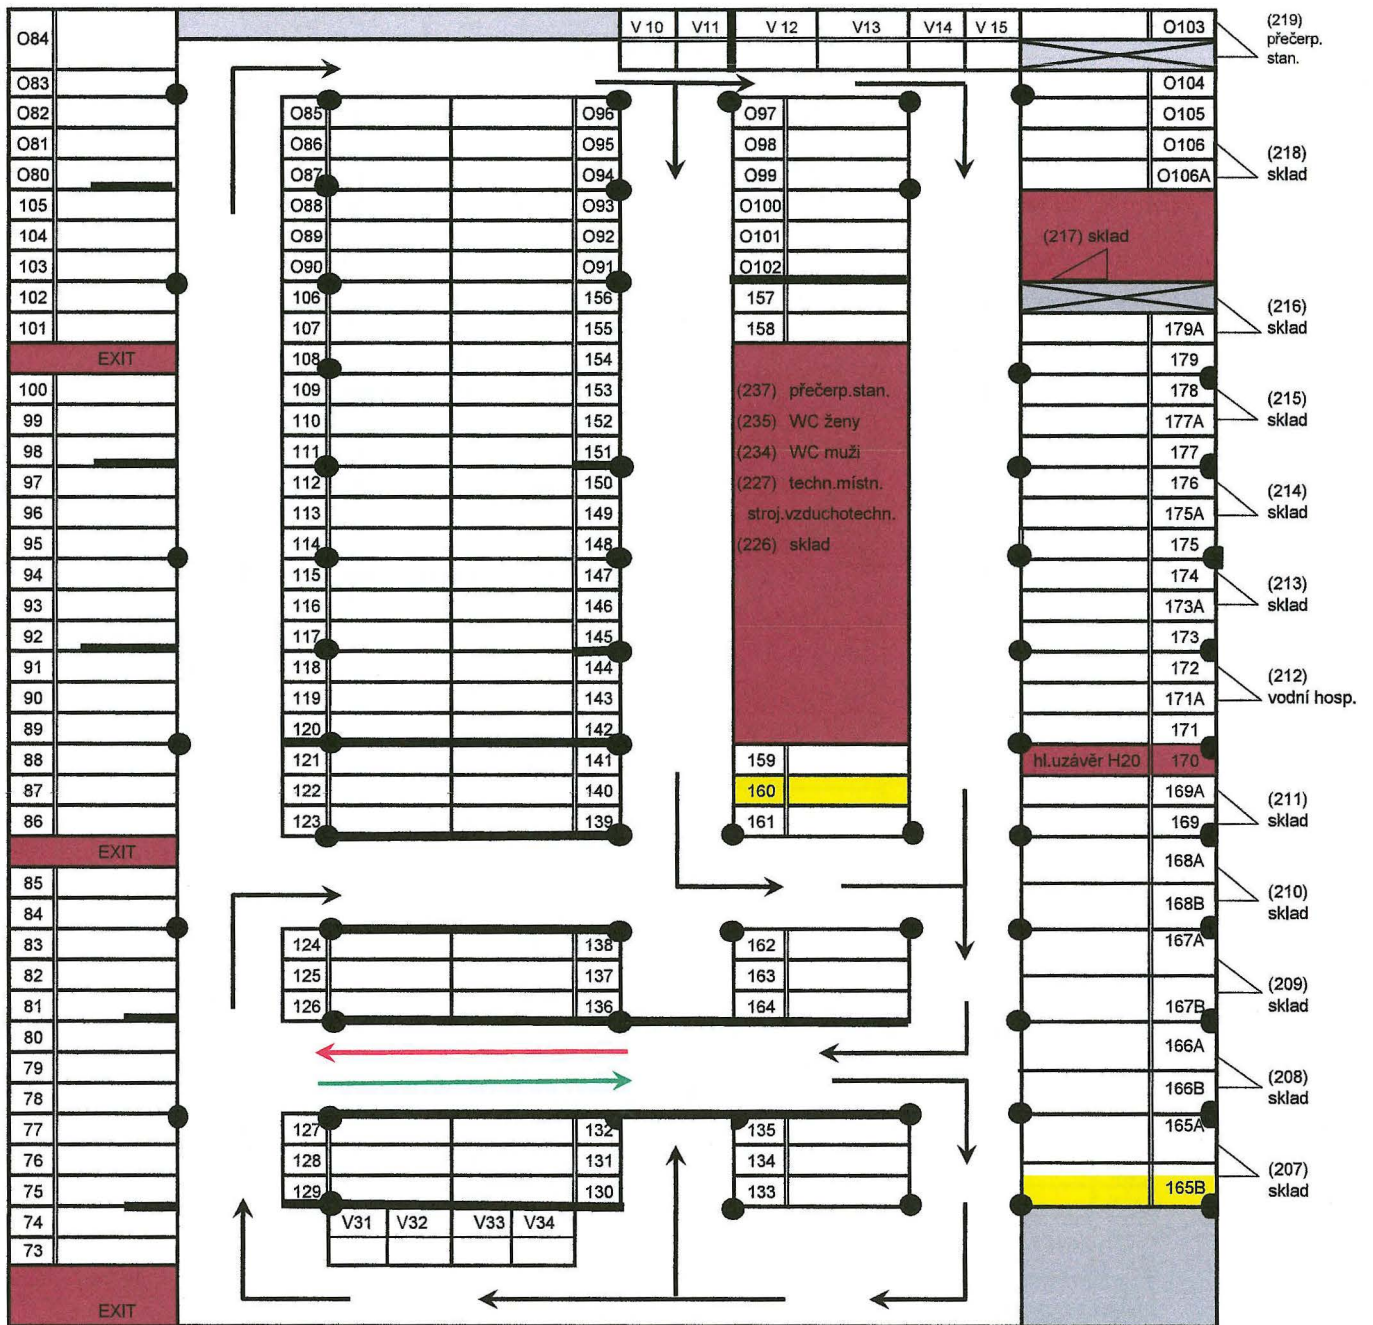 O84
O83
O82
O81
O80
105
104
103
102
101
EXIT
100
99
98
97
96
95
94
93
92
91
90
89
88
87
86
EXIT
85
84
83
82
81
80
79
78
77
76
75
74
73
EXIT
V 10 V11 V 12 V13 V14 V 15
O85 O96
O86 O95
O87 O94
O88 O93
O89 O92
O90 O91
106 156
107 155
108 154
109 153
110 152
111 151
112 150
113 149
114 148
115 147
116 146
117 145
118 144
119 143
120 142
121 141
122 140
123 139
124 138
125 137
126 136
127 132
128 131
129 130
V31 V32 V33 V34
O97
O98
O99
O100
O101
O102
157
158
(237) přečerp.stan.
(235) WC ženy
(234) WC muži
(227) techn.místn.
stroj.vzduchotechn.
(226) sklad
159
160
161
162
163
164
135
134
133
O103
O104
O105
O106
O106A
(217) sklad
179A
179
178
177A
177
176
175A
175
174
173A
173
172
171A
171
hl.uzávěr H20 170
169A
169
168A
168B
167A
167B
166A
166B
165A
165B
(219)
přečerp.
stan.
(218)
sklad
(216)
sklad
(215)
sklad
(214)
sklad
(213)
sklad
(212)
vodní hosp.
(211)
sklad
(210)
sklad
(209)
sklad
(208)
sklad
(207)
sklad